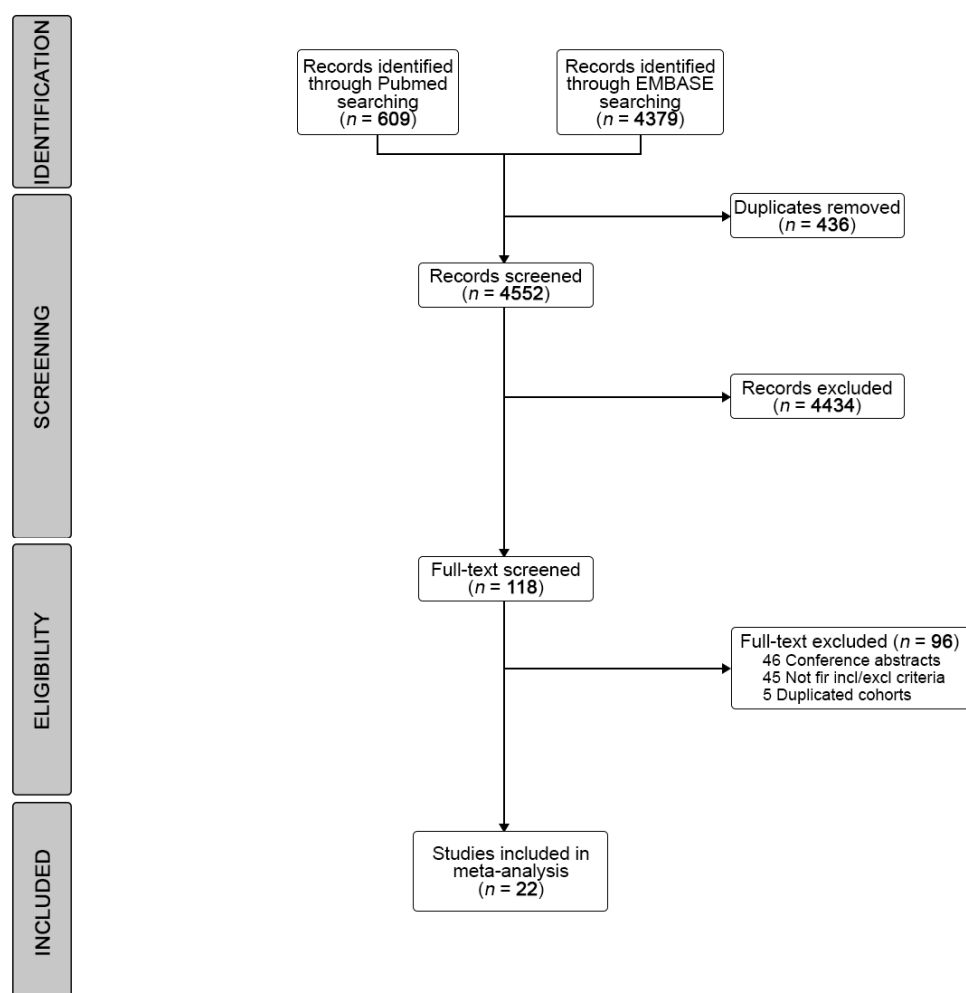 IDENTIFICATION
Records identified
through Pubmed
searching
(n = 609)
Records identified
through EMBASE
searching
(n = 4379)
SCREENING
Duplicates removed
(n = 436)
Records screened
(n = 4552)
Records excluded
(n = 4434)
ELIGIBILITY
Full-text screened
(n = 118)
Full-text excluded (n = 96)
46 Conference abstracts
45 Not fir incl/excl criteria
5 Duplicated cohorts
INCLUDED
Studies included in
meta-analysis
(n = 22)